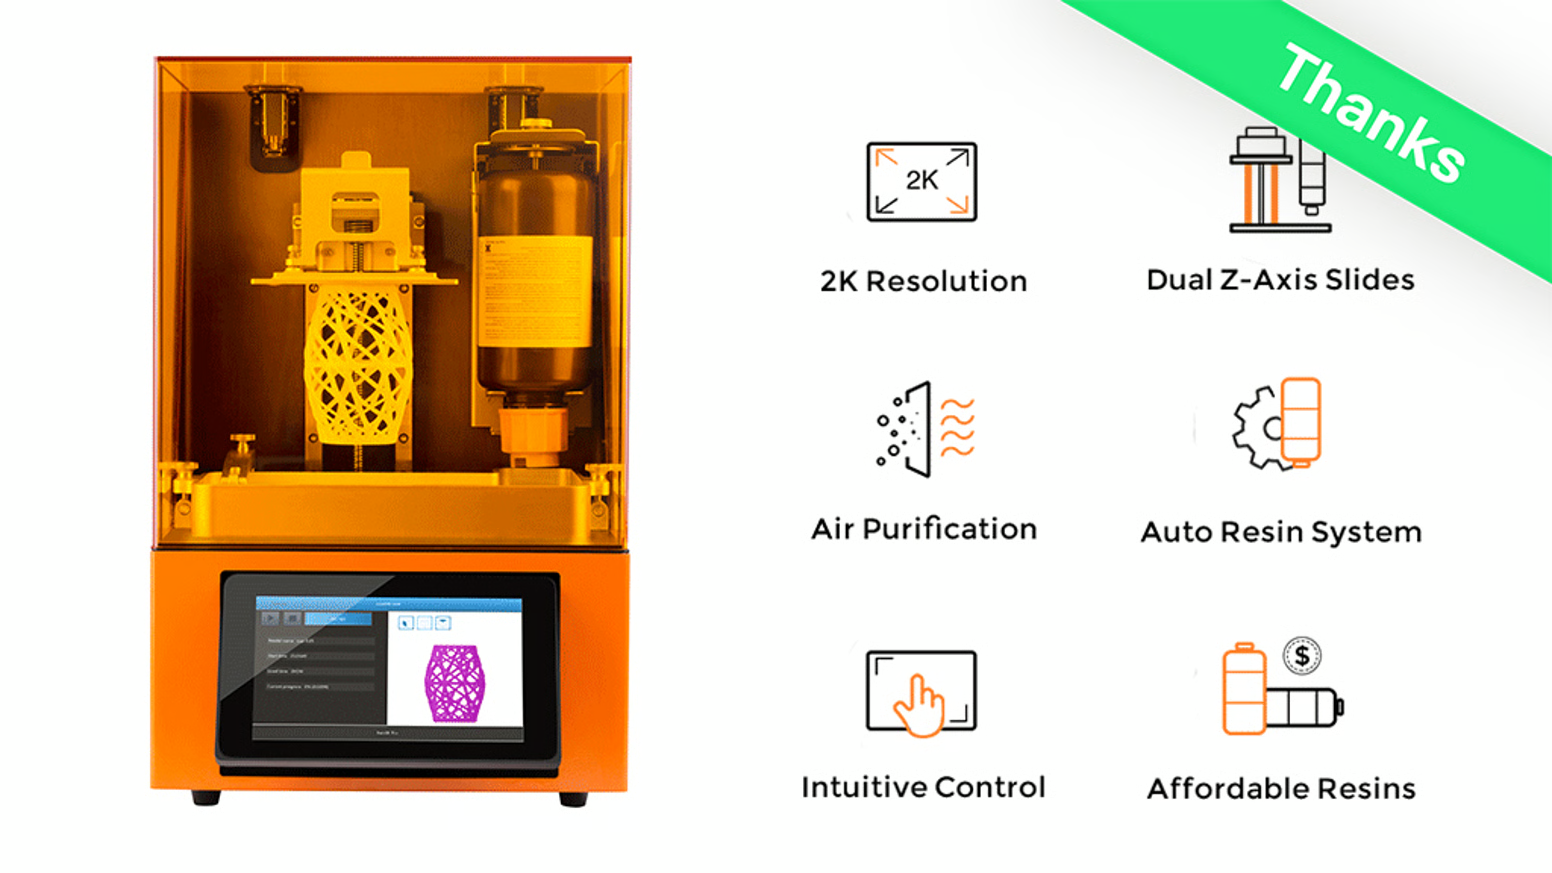 Thanks
2K
2K Resolution
Dual Z-Axis Slides
Air Purification
Auto Resin System
$
Intuitive Control
Affordable Resins